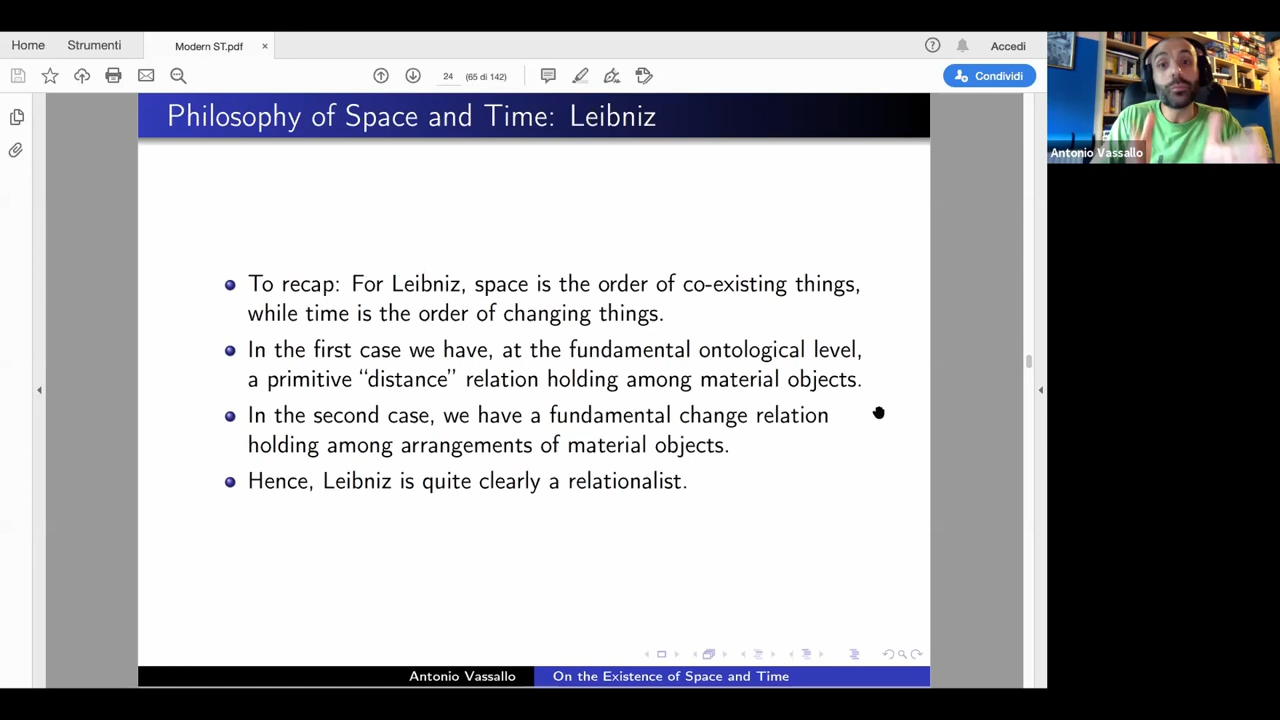 Home
Strumenti
Modern ST.pdf
×
?
Accedi
24
(65 di 142)
Condividi
Philosophy of Space and Time: Leibniz
Antonio Vassallo
To recap: For Leibniz, space is the order of co-existing things,
while time is the order of changing things.
In the first case we have, at the fundamental ontological level,
a primitive “distance” relation holding among material objects.
In the second case, we have a fundamental change relation
holding among arrangements of material objects.
Hence, Leibniz is quite clearly a relationalist.
Antonio Vassallo
On the Existence of Space and Time